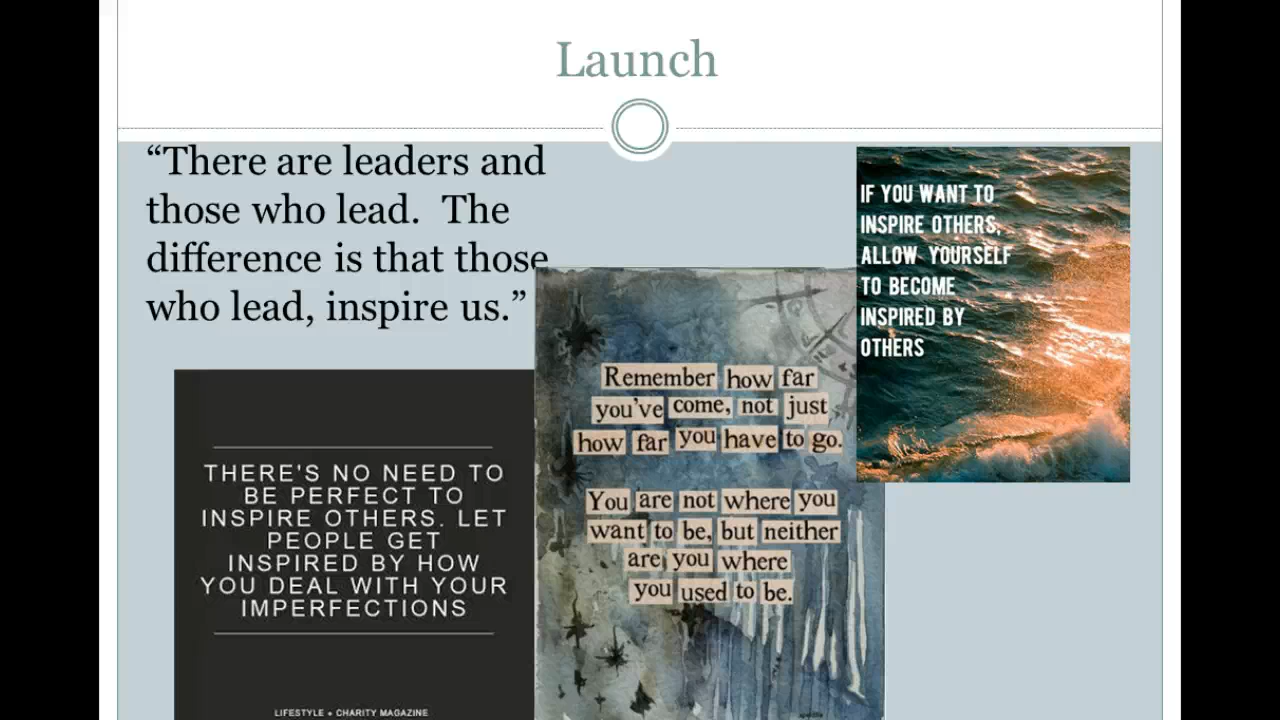 Launch
“There are leaders and
those who lead.  The
difference is that those
who lead, inspire us.”
IF YOU WANT TO
INSPIRE OTHERS,
ALLOW YOURSELF
TO BECOME
INSPIRED BY
OTHERS
THERE'S NO NEED TO
BE PERFECT TO
INSPIRE OTHERS. LET
PEOPLE GET
INSPIRED BY HOW
YOU DEAL WITH YOUR
IMPERFECTIONS
LIFESTYLE + CHARITY MAGAZINE
Remember how far
you've come, not just
how far you have to go.
You are not where you
want to be, but neither
are you where
you used to be.